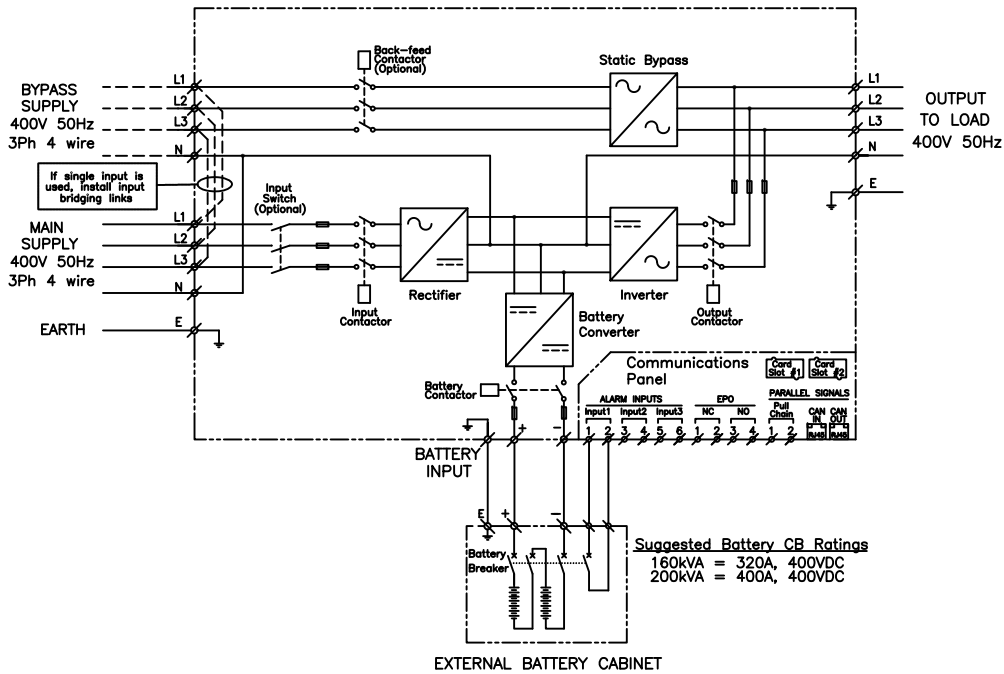 Back-feed
Contactor
(Optional)
Static Bypass
BYPASS
SUPPLY
400V 50Hz
3Ph 4 wire
L1
L2
L3
N
L1
L2
L3
N
E
OUTPUT
TO LOAD
400V 50Hz
If single input is
used, install input
bridging links
Input
Switch
(Optional)
MAIN
SUPPLY
400V 50Hz
3Ph 4 wire
L1
L2
L3
N
Rectifier
Inverter
Input
Contactor
Output
Contactor
EARTH
E
Battery
Converter
Communications
Panel
Card
Slot #1
Card
Slot #2
Battery
Contactor
ALARM INPUTS
Input1 Input2 Input3
1 2 3 4 5 6
EPO
NC NO
1 2 3 4
PARALLEL SIGNALS
Pull
Chain
1 2
CAN
IN
RJ45
CAN
OUT
RJ45
+ −
BATTERY
INPUT
E + −
Battery
Breaker
Suggested Battery CB Ratings
160kVA = 320A, 400VDC
200kVA = 400A, 400VDC
EXTERNAL BATTERY CABINET